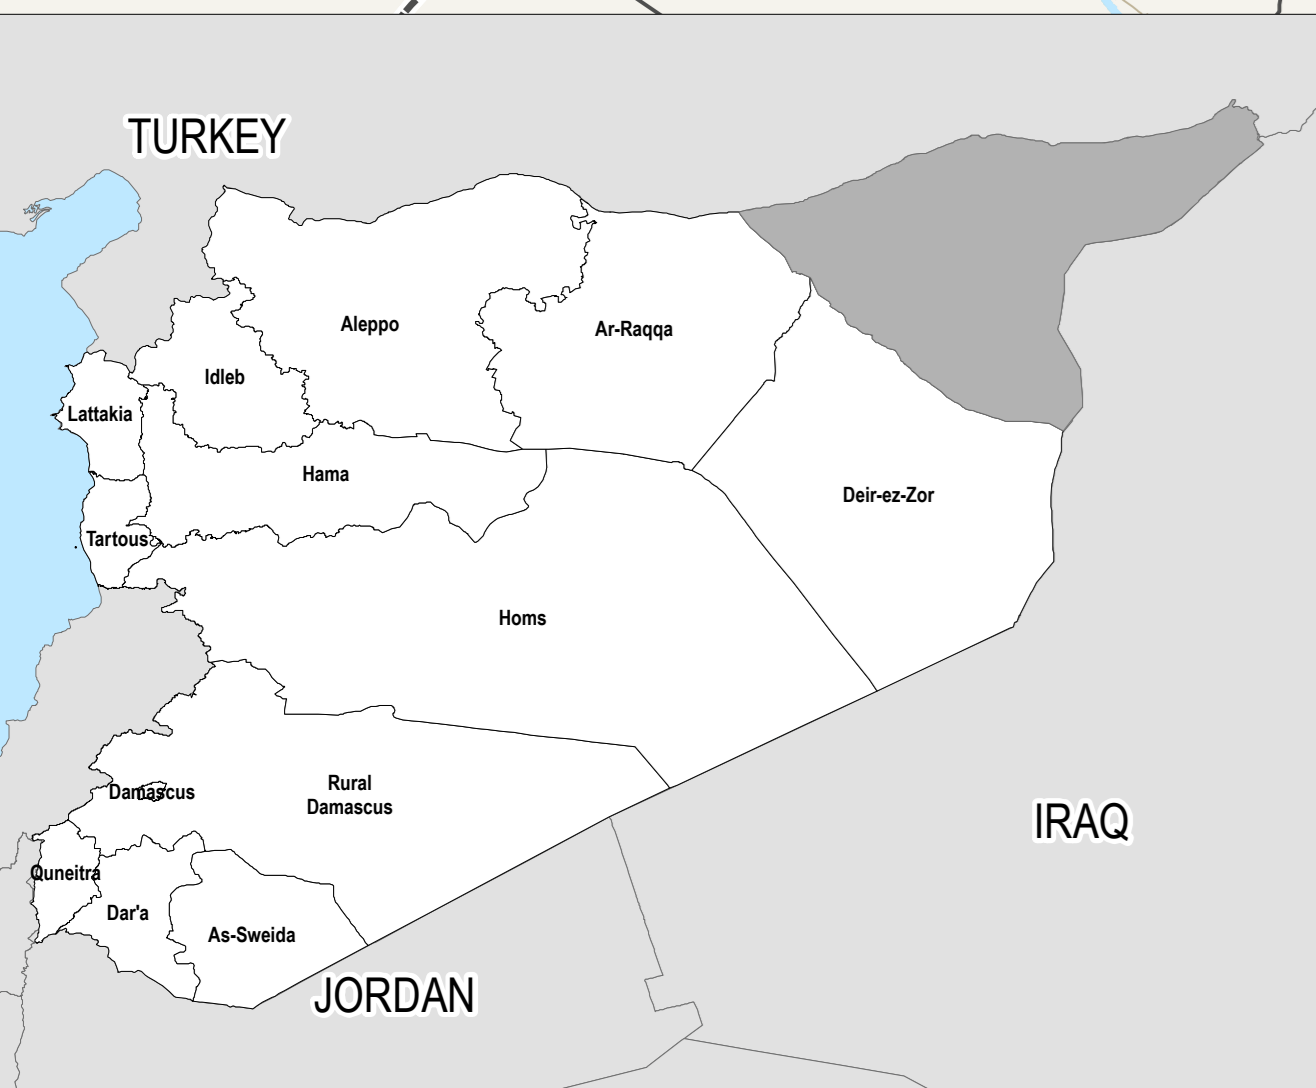 TURKEY
Aleppo
Ar-Raqqa
Idleb
Lattakia
Hama
Deir-ez-Zor
Tartous
Homs
Damascus
Rural
Damascus
IRAQ
Quneitra
Dar'a
As-Sweida
JORDAN